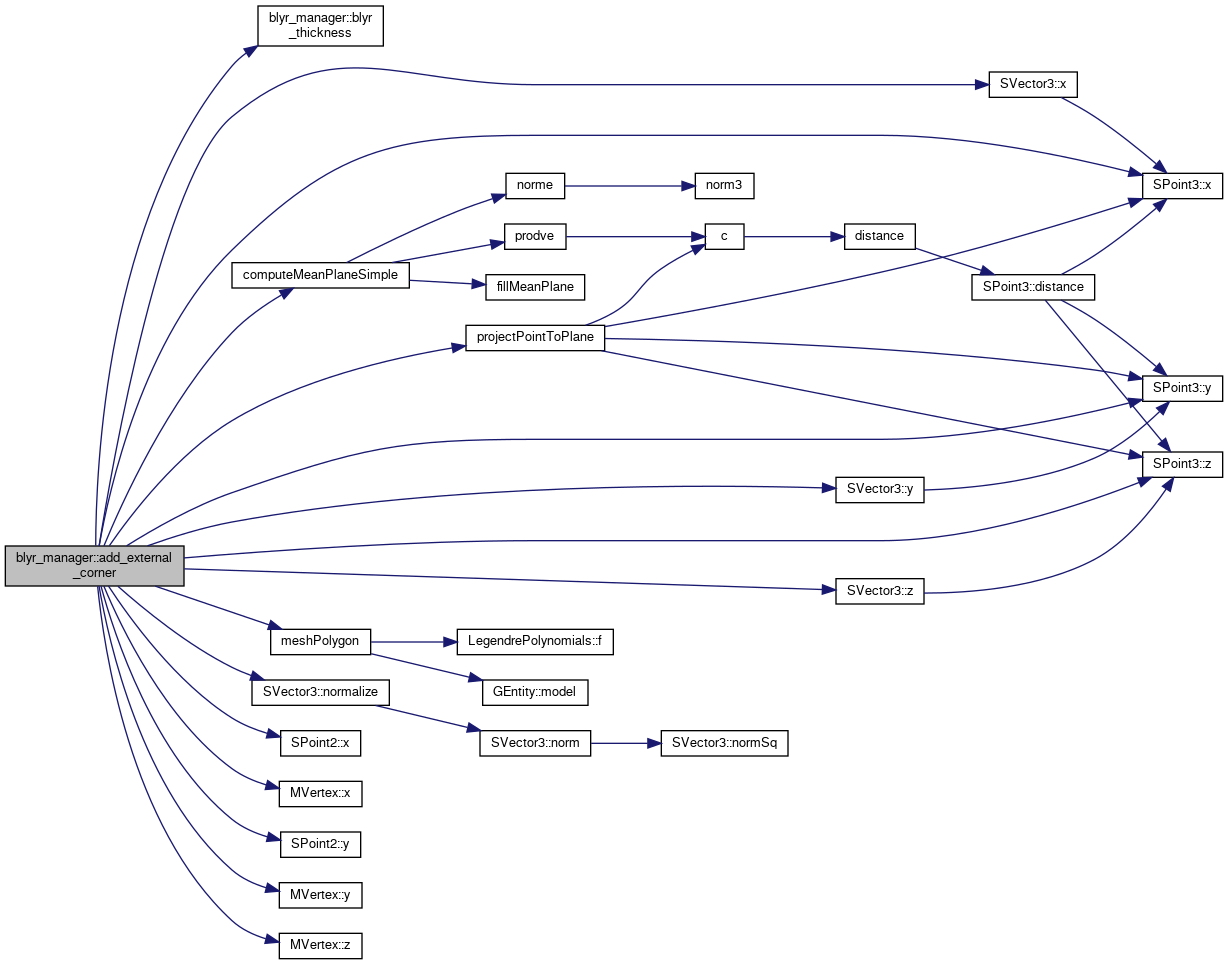 blyr_manager::blyr
_thickness
SVector3::x
norme
norm3
SPoint3::x
prodve
c
distance
computeMeanPlaneSimple
fillMeanPlane
SPoint3::distance
projectPointToPlane
SPoint3::y
SPoint3::z
SVector3::y
blyr_manager::add_external
_corner
SVector3::z
meshPolygon
LegendrePolynomials::f
SVector3::normalize
GEntity::model
SPoint2::x
SVector3::norm
SVector3::normSq
MVertex::x
SPoint2::y
MVertex::y
MVertex::z